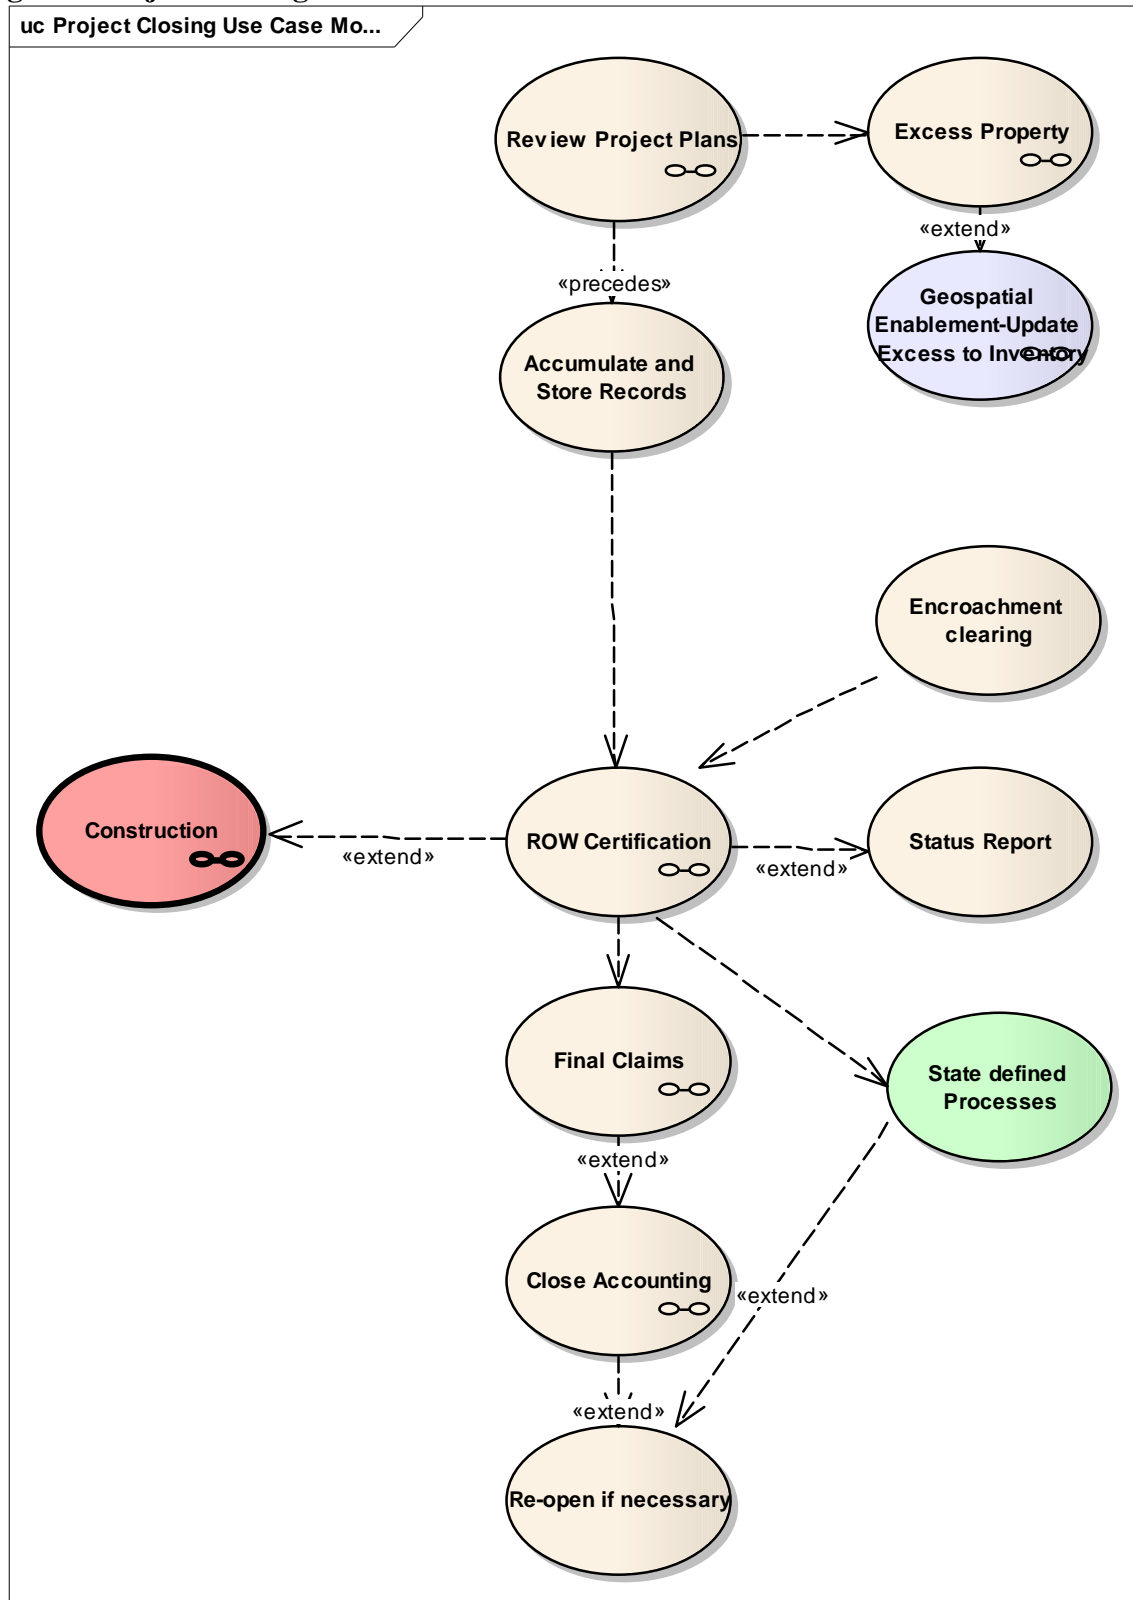 uc Project Closing Use Case Mo...
Review Project Plans
Excess Property
«extend»
«precedes»
Geospatial
Enablement-Update
Excess to Inventory
Accumulate and
Store Records
Encroachment
clearing
Construction
«extend»
ROW Certification
«extend»
Status Report
Final Claims
State defined
Processes
«extend»
Close Accounting
«extend»
«extend»
Re-open if necessary